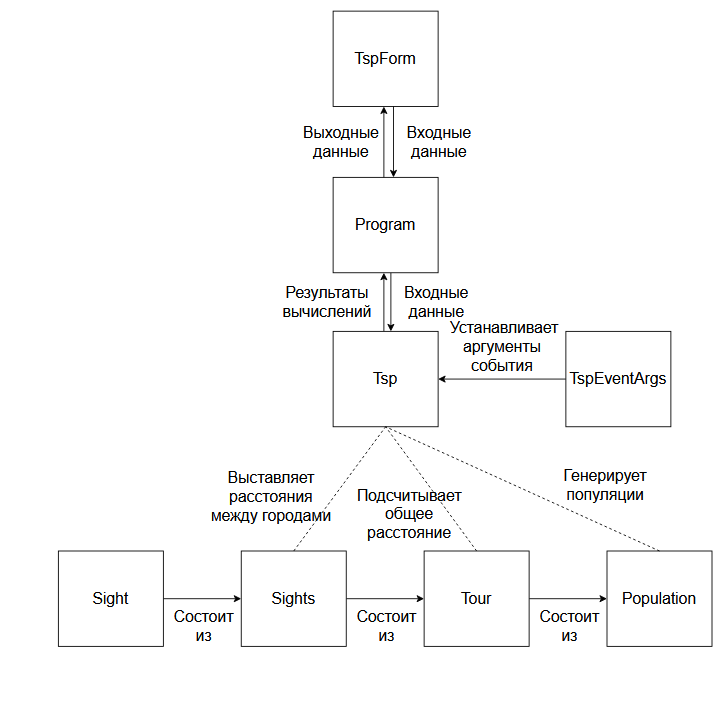 TspForm
Выходные
данные
Входные
данные
Program
Результаты
вычислений
Входные
данные
Устанавливает
аргументы
события
Tsp
TspEventArgs
Выставляет
расстояния
между городами
Подсчитывает
общее
расстояние
Генерирует
популяции
Sight
Состоит
из
Sights
Состоит
из
Tour
Состоит
из
Population